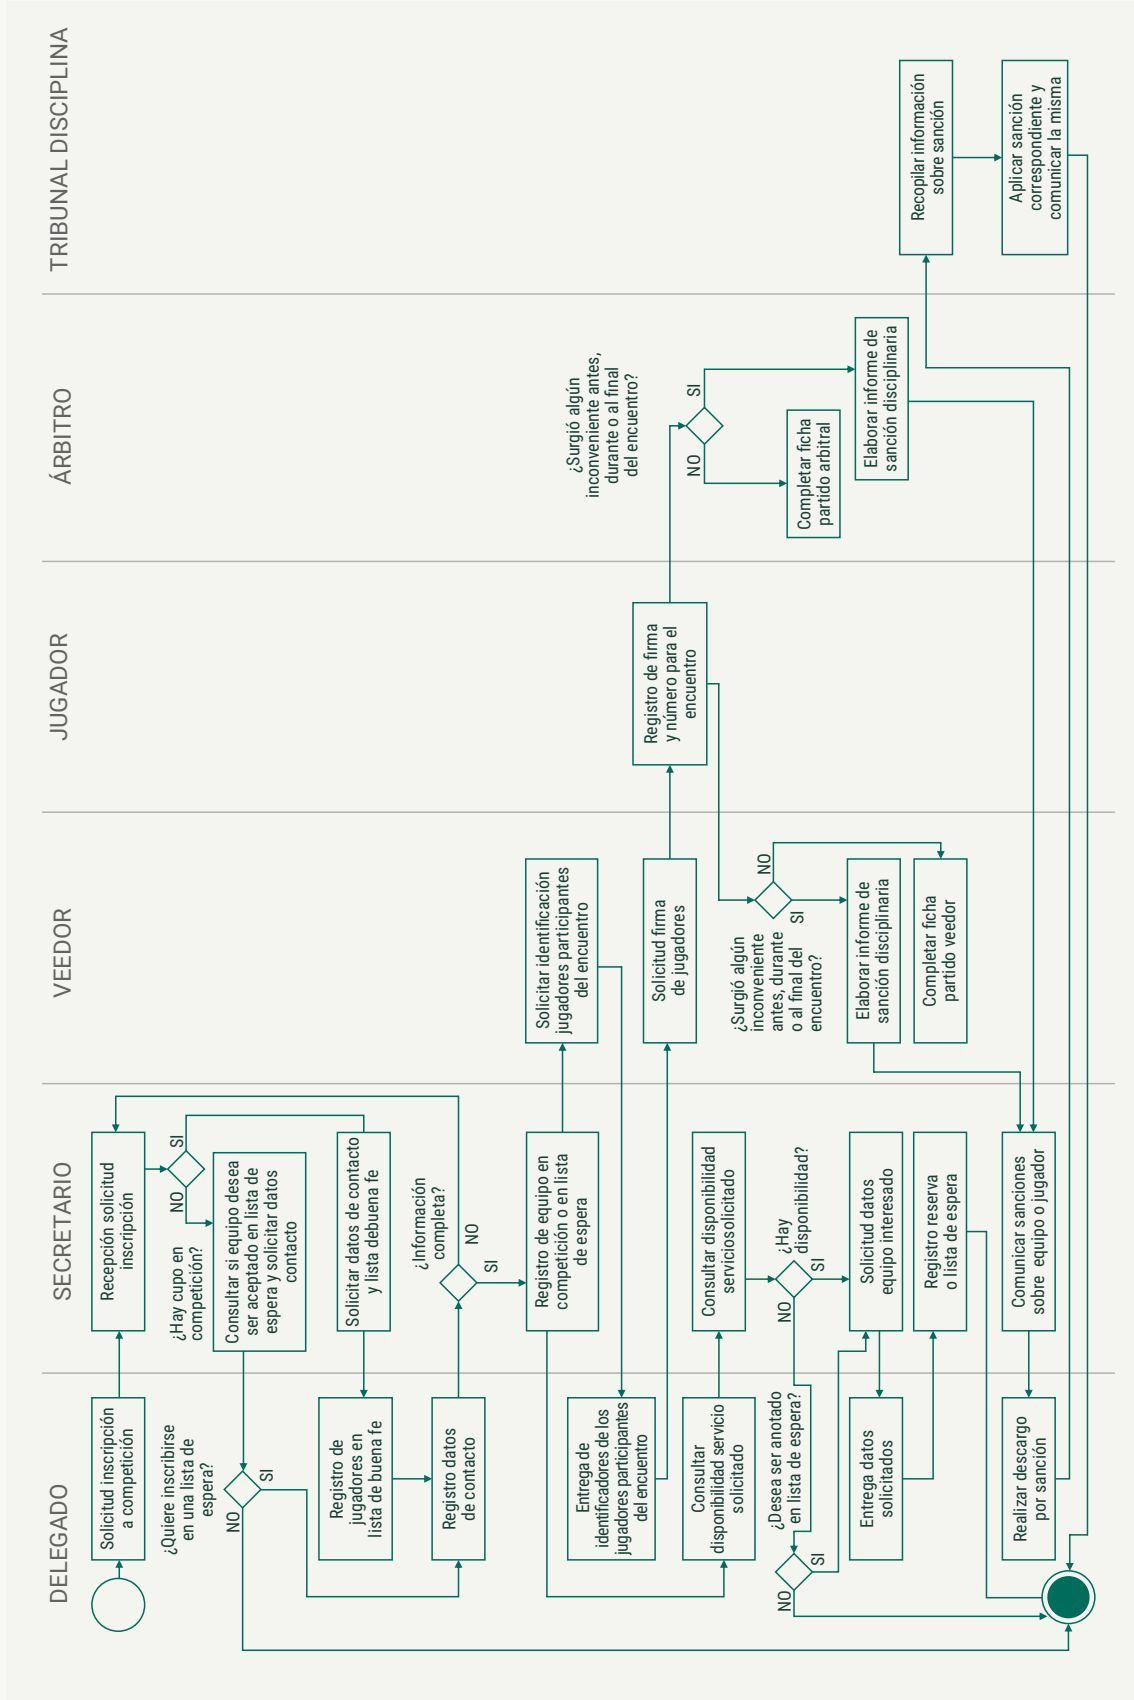 DELEGADO
SECRETARIO
VEEDOR
JUGADOR
ÁRBITRO
TRIBUNAL DISCIPLINA
Solicitud inscripción
a competición
Recepción solicitud
inscripción
¿Hay cupo en
competición?
NO
SI
Consultar si equipo desea
ser aceptado en lista de
espera y solicitar datos
contacto
¿Quiere inscribirse
en una lista de
espera?
NO
SI
Solicitar datos de contacto
y lista debuena fe
Registro de
jugadores en
lista de buena fe
Registro datos
de contacto
¿Información
completa?
NO
SI
Registro de equipo en
competición o en lista
de espera
Solicitar identificación
jugadores participantes
del encuentro
Entrega de
identificadores de los
jugadores participantes
del encuentro
Solicitud firma
de jugadores
Registro de firma
y número para el
encuentro
¿Surgió algún
inconveniente antes,
durante o al final
del encuentro?
NO
SI
Completar ficha
partido arbitral
Elaborar informe de
sanción disciplinaria
¿Surgió algún
inconveniente
antes, durante
o al final del
encuentro?
SI
NO
Elaborar informe de
sanción disciplinaria
Completar ficha
partido veedor
Consultar
disponibilidad servicio
solicitado
Consultar disponibilidad
serviciosolicitado
¿Hay
disponibilidad?
NO
SI
¿Desea ser anotado
en lista de espera?
NO
SI
Solicitud datos
equipo interesado
Entrega datos
solicitados
Registro reserva
o lista de espera
Comunicar sanciones
sobre equipo o jugador
Realizar descargo
por sanción
Recopilar información
sobre sanción
Aplicar sanción
correspondiente y
comunicar la misma